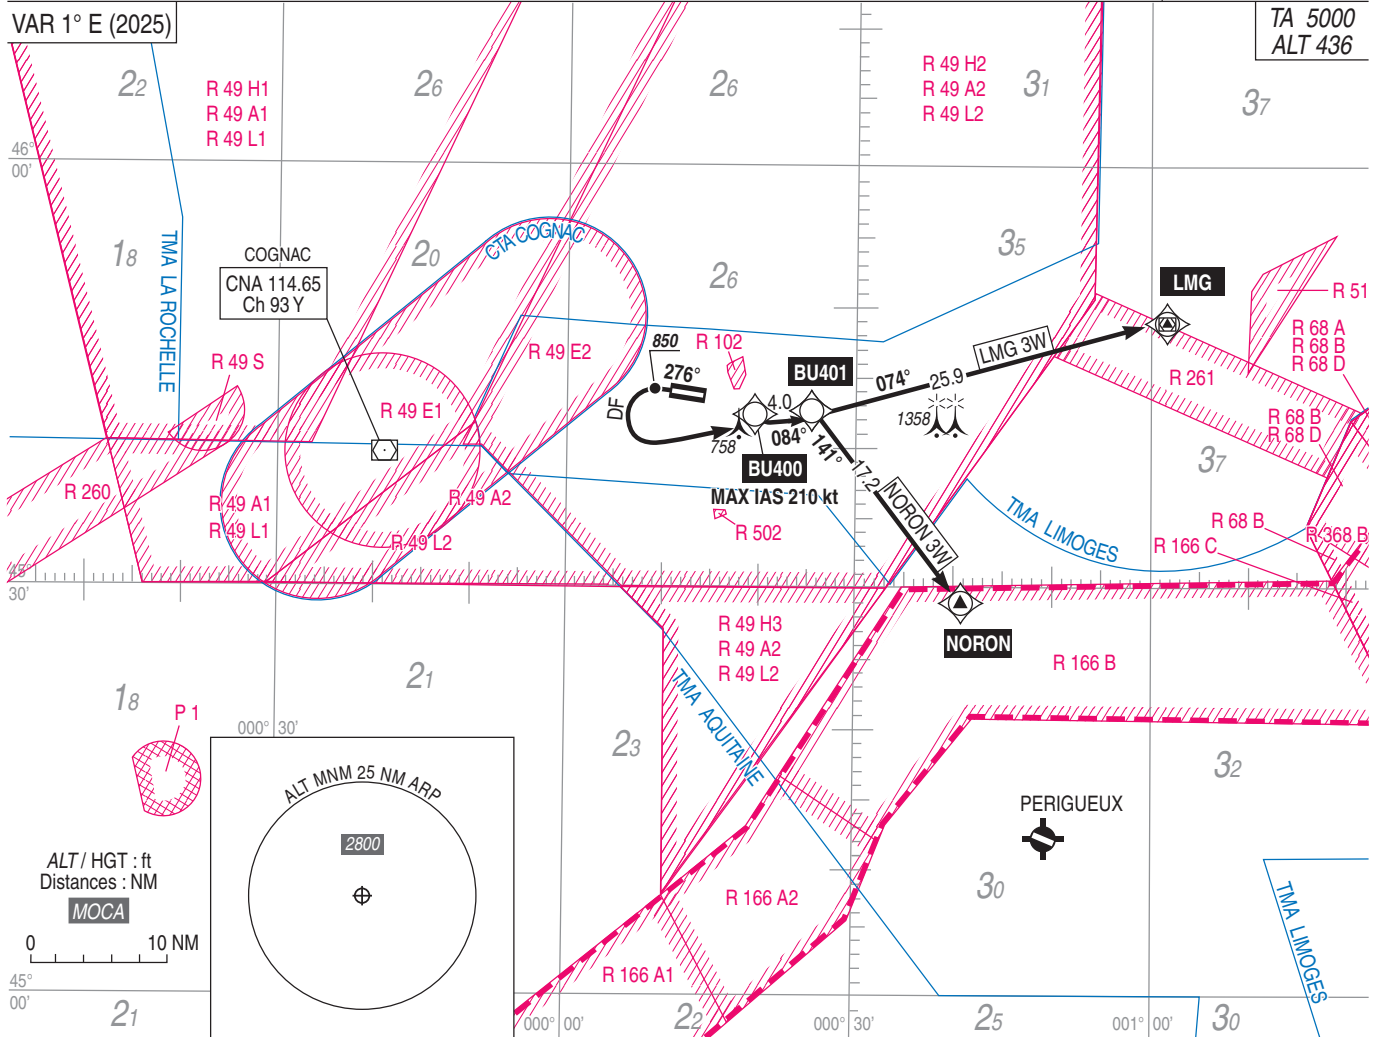 VAR 1° E (2025)
TA 5000
ALT 436
22
26
26
31
37
R 49 H1
R 49 A1
R 49 L1
R 49 H2
R 49 A2
R 49 L2
46°
00'
18
TMA LA ROCHELLE
COGNAC
CNA 114.65
Ch 93 Y
20
CTA COGNAC
26
35
LMG
R 51
R 68 A
R 68 B
R 68 D
R 49 S
R 49 E2
850
276°
R 102
BU401
LMG 3W
074°
25.9
R 261
R 49 E1
DF
4.0
1358
R 68 B
R 68 D
758
084°
141°
BU400
MAX IAS 210 kt
17.2
NORON 3W
37
R 260
R 49 A1
R 49 L1
R 49 A2
R 49 L2
R 502
TMA LIMOGES
R 68 B
R 166 C
R 368 B
45°
30'
R 49 H3
R 49 A2
R 49 L2
NORON
R 166 B
21
18
P 1
000° 30'
TMA AQUITAINE
23
32
ALT MNM 25 NM ARP
2800
PERIGUEUX
ALT / HGT : ft
Distances : NM
MOCA
0
10 NM
R 166 A2
30
TMA LIMOGES
R 166 A1
45°
00'
21
000° 00'
22
000° 30'
25
001° 00'
30